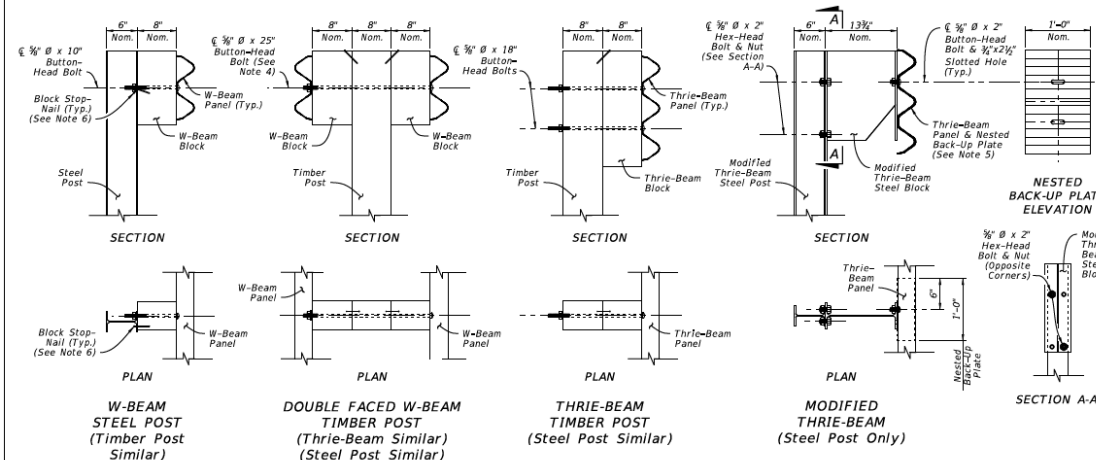 6"
Nom.
8"
Nom.
℄ ⅝" Ø x 10"
Button-
Head Bolt
Block Stop-
Nail (Typ.)
(See Note 6)
W-Beam
Panel (Typ.)
W-Beam
Block
Steel
Post
SECTION
Block Stop-
Nail (Typ.)
(See Note 6)
W-Beam
Panel
PLAN
W-BEAM
STEEL POST
(Timber Post
Similar)
8"
Nom.
8"
Nom.
8"
Nom.
℄ ⅝" Ø x 25"
Button-Head
Bolt (See
Note 4)
W-Beam
Block
W-Beam
Block
Timber
Post
SECTION
W-Beam
Panel
W-Beam
Panel
PLAN
DOUBLE FACED W-BEAM
TIMBER POST
(Thrie-Beam Similar)
(Steel Post Similar)
8"
Nom.
8"
Nom.
℄ ⅝" Ø x 18"
Button-Head
Bolts
Thrie-Beam
Panel (Typ.)
Timber
Post
Thrie-Beam
Block
SECTION
Thrie-Beam
Panel
PLAN
THRIE-BEAM
TIMBER POST
(Steel Post Similar)
A
6"
Nom.
13¾"
Nom.
℄ ⅝" Ø x 2"
Hex-Head
Bolt & Nut
(See Section
A-A)
℄ ⅝" Ø x 2"
Button-Head
Bolt & ¾"x2½"
Slotted Hole
(Typ.)
Thrie-Beam
Panel & Nested
Back-Up Plate
(See Note 5)
A
Modified
Thrie-Beam
Steel Post
Modified
Thrie-Beam
Steel Block
SECTION
Thrie-
Beam
Panel
6"
1'-0"
Nested
Back-Up
Plate
PLAN
MODIFIED
THRIE-BEAM
(Steel Post Only)
1'-0"
Nom.
NESTED
BACK-UP PLAT
ELEVATION
⅝" Ø x 2"
Hex-Head
Bolt & Nut
(Opposite
Corners)
Mo
Thr
Bea
Ste
Blo
SECTION A-A